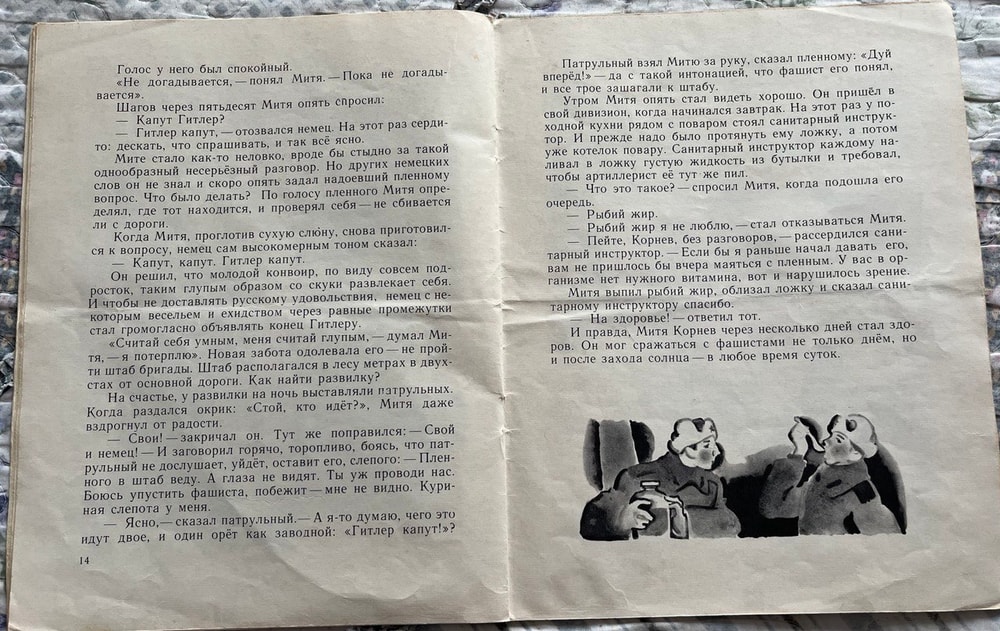 Голос у него был спокойный.
«Не догадывается, — понял Митя. — Пока не догады-
вается».
Шагов через пятьдесят Митя опять спросил:
— Капут Гитлер?
— Гитлер капут, — отозвался немец. На этот раз серди-
то: дескать, что спрашивать, и так всё ясно.
Мите стало как-то неловко, вроде бы стыдно за такой
однообразный несерьёзный разговор. Но других немецких
слов он не знал и скоро опять задал надоевший пленному
вопрос. Что было делать? По голосу пленного Митя опре-
делял, где тот находится, и проверял себя — не сбивается
ли с дороги.
Когда Митя, проглотив сухую слюну, снова приготовил-
ся к вопросу, немец сам высокомерным тоном сказал:
— Капут, капут. Гитлер капут.
Он решил, что молодой конвоир, по виду совсем под-
росток, таким глупым образом со скуки развлекает себя.
И чтобы не доставлять русскому удовольствия, немец с не-
которым весельем и ехидством через равные промежутки
стал громогласно объявлять конец Гитлеру.
«Считай себя умным, меня считай глупым, — думал Ми-
тя, — я потерплю». Новая забота одолевала его — не прой-
ти штаб бригады. Штаб располагался в лесу метрах в двух-
стах от основной дороги. Как найти развилку?
На счастье, у развилки на ночь выставляли патрульных.
Когда раздался окрик: «Стой, кто идёт?», Митя даже
вздрогнул от радости.
— Свои! — закричал он. Тут же поправился: — Свой
и немец! — И заговорил горячо, торопливо, боясь, что пат-
рульный не дослушает, уйдёт, оставит его, слепого: — Плен-
ного в штаб веду. А глаза не видят. Ты уж проводи нас.
Боюсь упустить фашиста, побежит — мне не видно. Кури-
ная слепота у меня.
— Ясно, — сказал патрульный. — А я-то думаю, чего это
идут двое, и один орёт как заводной: «Гитлер капут!»?
14
Патрульный взял Митю за руку, сказал пленному: «Дуй
вперёд!» — да с такой интонацией, что фашист его понял,
и все трое зашагали к штабу.
Утром Митя опять стал видеть хорошо. Он пришёл в
свой дивизион, когда начинался завтрак. На этот раз у по-
ходной кухни рядом с поваром стоял санитарный инструк-
тор. И прежде надо было протянуть ему ложку, а потом
уже котелок повару. Санитарный инструктор каждому на-
ливал в ложку густую жидкость из бутылки и требовал,
чтобы артиллерист её тут же пил.
— Что это такое? — спросил Митя, когда подошла его
очередь.
— Рыбий жир.
— Рыбий жир я не люблю, — стал отказываться Митя.
— Пейте, Корнев, без разговоров, — рассердился сани-
тарный инструктор. — Если бы я раньше начал давать его,
вам не пришлось бы вчера маяться с пленным. У вас в ор-
ганизме нет нужного витамина, вот и нарушилось зрение.
Митя выпил рыбий жир, облизал ложку и сказал сани-
тарному инструктору спасибо.
— На здоровье! — ответил тот.
И правда, Митя Корнев через несколько дней стал здо-
ров. Он мог сражаться с фашистами не только днём, но
и после захода солнца — в любое время суток.